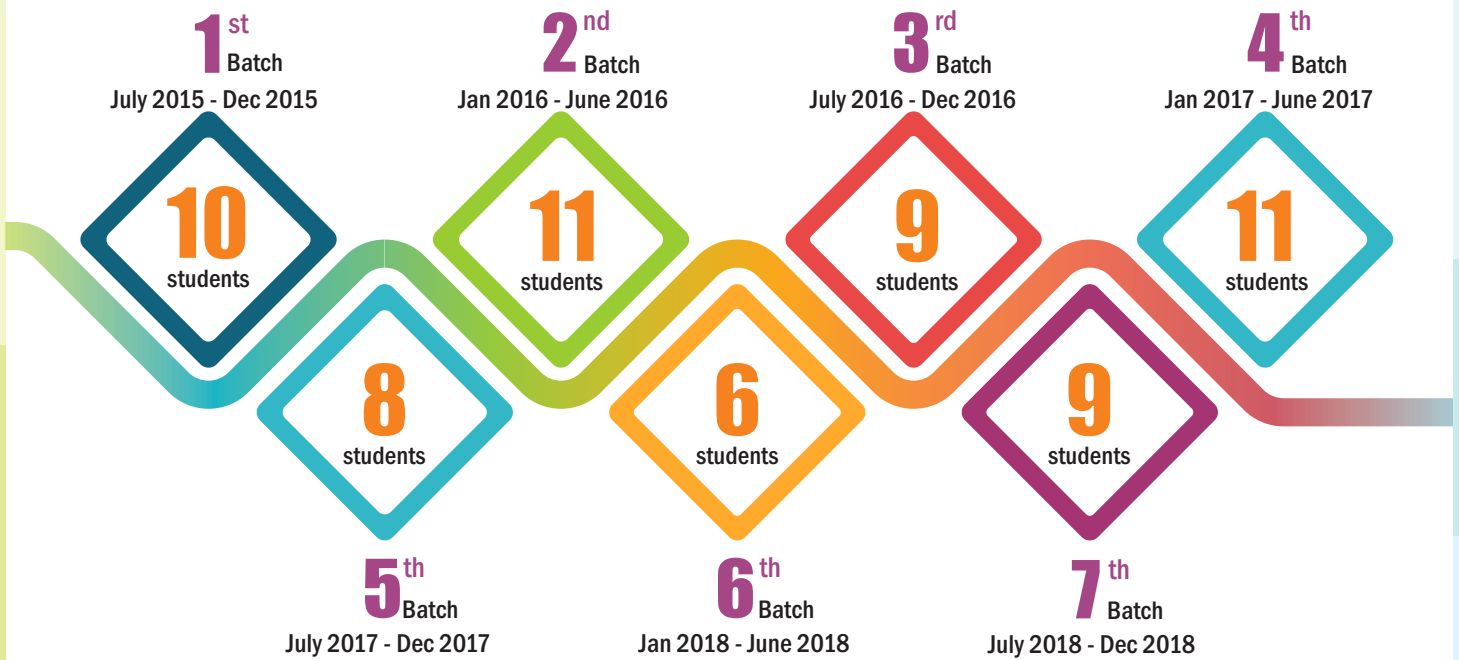 1st Batch
July 2015 - Dec 2015
10
students
2nd Batch
Jan 2016 - June 2016
11
students
3rd Batch
July 2016 - Dec 2016
9
students
4th Batch
Jan 2017 - June 2017
11
students
8
students
5th Batch
July 2017 - Dec 2017
6
students
6th Batch
Jan 2018 - June 2018
9
students
7th Batch
July 2018 - Dec 2018